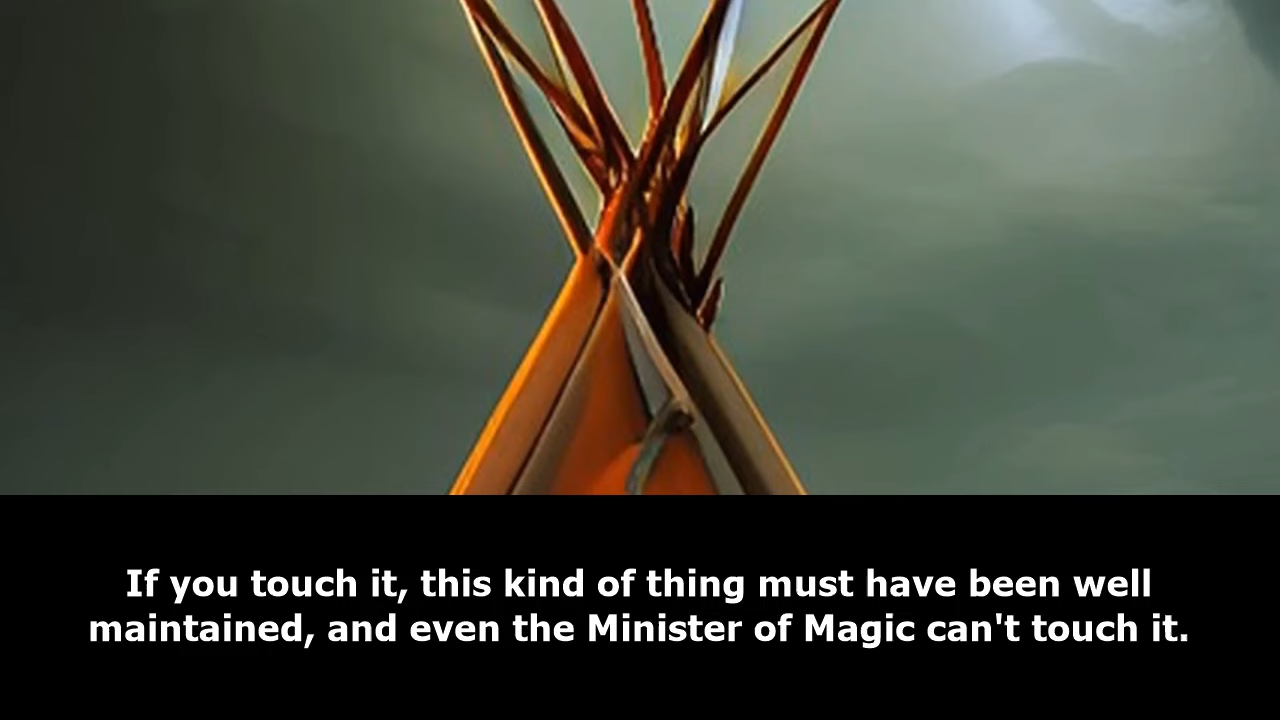 If you touch it, this kind of thing must have been well
maintained, and even the Minister of Magic can't touch it.